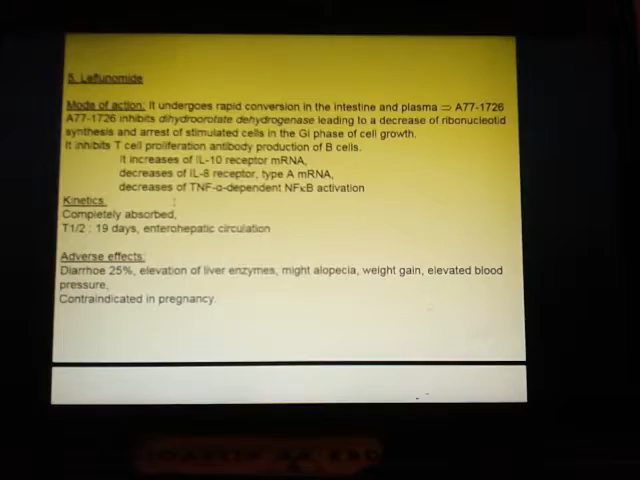 5. Leflunomide
Mode of action: It undergoes rapid conversion in the intestine and plasma ⇒ A77-1726
A77-1726 inhibits dihydroorotate dehydrogenase leading to a decrease of ribonucleotid
synthesis and arrest of stimulated cells in the GI phase of cell growth.
It inhibits T cell proliferation antibody production of B cells.
it increases of IL-10 receptor mRNA,
decreases of IL-8 receptor, type A mRNA,
decreases of TNF-α-dependent NFκB activation
Kinetics:
Completely absorbed,
T1/2 : 19 days, enterohepatic circulation
Adverse effects:
Diarrhoe 25%, elevation of liver enzymes, might alopecia, weight gain, elevated blood
pressure,
Contraindicated in pregnancy.